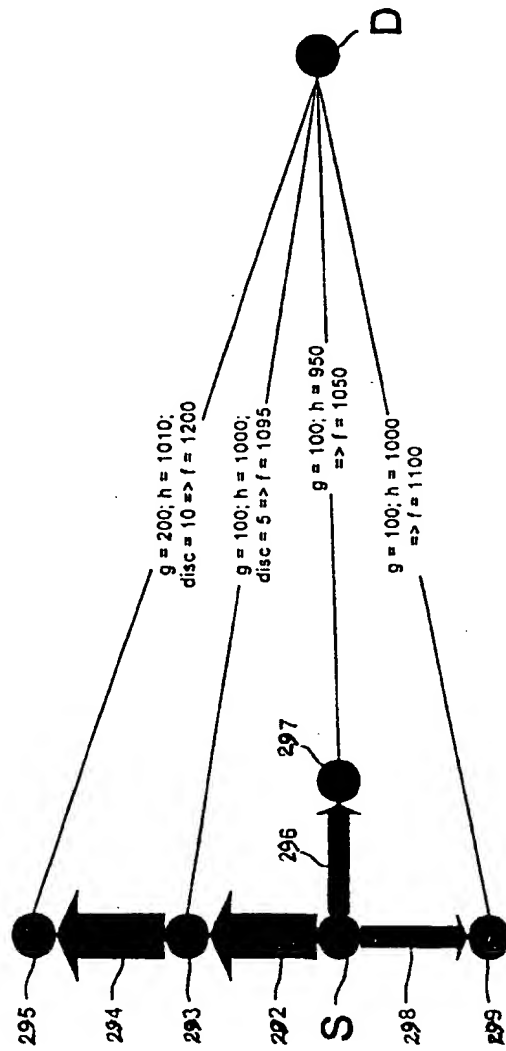 295
294
293
292
S
298
299
296
297
g = 200; h = 1010;
disc = 10 => f = 1200
g = 100; h = 1000;
disc = 5 => f = 1095
g = 100; h = 950
=> f = 1050
g = 100; h = 1000
=> f = 1100
D